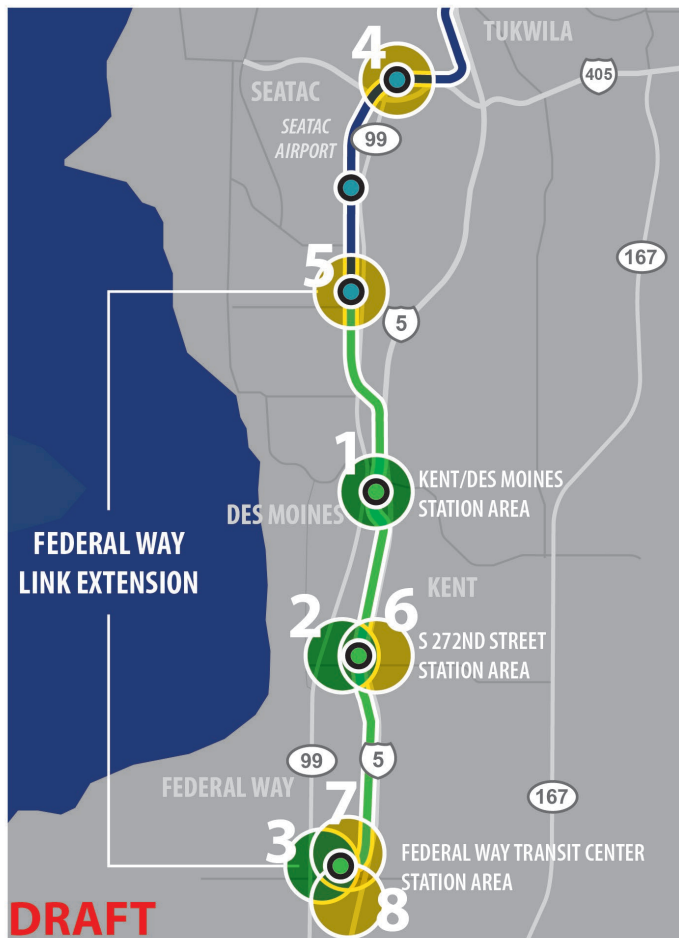 4
TUKWILA
405
SEATAC
SEATAC
AIRPORT
99
167
5
5
1
KENT/DES MOINES
STATION AREA
DES MOINES
FEDERAL WAY
LINK EXTENSION
KENT
2
6
S 272ND STREET
STATION AREA
99
5
FEDERAL WAY
167
7
3
FEDERAL WAY TRANSIT CENTER
STATION AREA
8
DRAFT